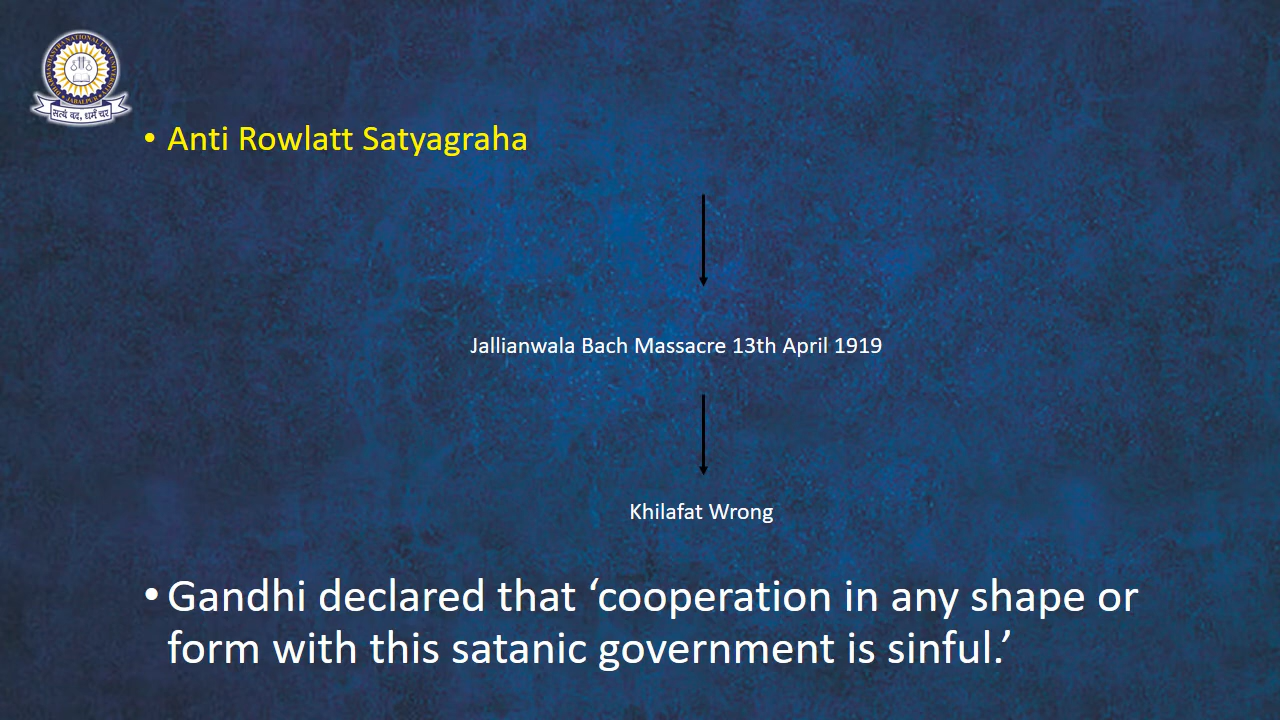 सत्यं वद, धर्मं चर
• Anti Rowlatt Satyagraha
Jallianwala Bach Massacre 13th April 1919
Khilafat Wrong
• Gandhi declared that ‘cooperation in any shape or
form with this satanic government is sinful.’